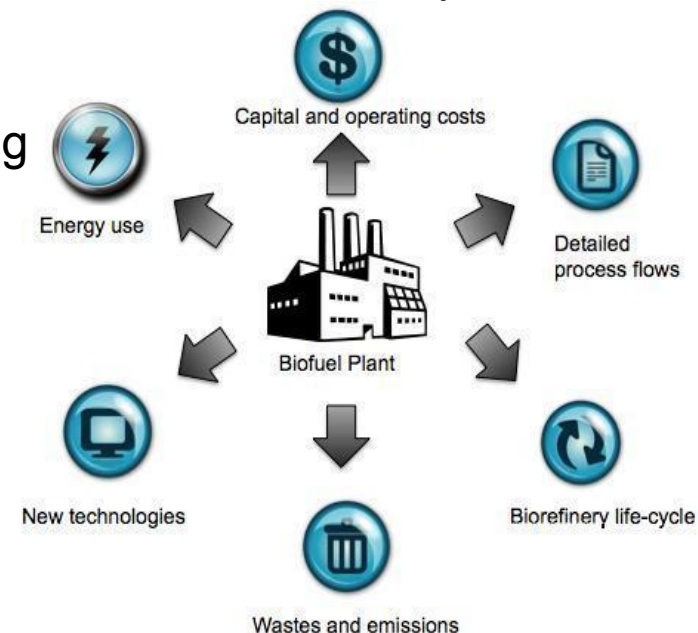 $
Capital and operating costs
g
Energy use
Detailed
process flows
Biofuel Plant
New technologies
Biorefinery life-cycle
Wastes and emissions